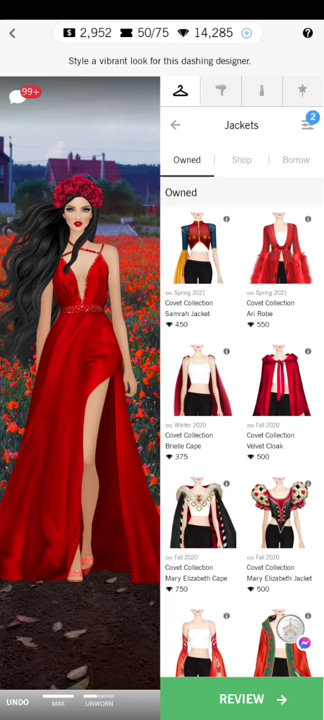 2,952
50/75
14,285
Style a vibrant look for this dashing designer.
99+
2
Jackets
Owned
Shop
Borrow
Owned
Spring 2021
Covet Collection
Samrah Jacket
450
Spring 2021
Covet Collection
Ari Robe
550
Winter 2020
Covet Collection
Brielle Cape
375
Fall 2020
Covet Collection
Velvet Cloak
500
Fall 2020
Covet Collection
Mary Elizabeth Cape
750
Fall 2020
Covet Collection
Mary Elizabeth Jacket
500
UNDO
MAX
UNWORN
REVIEW